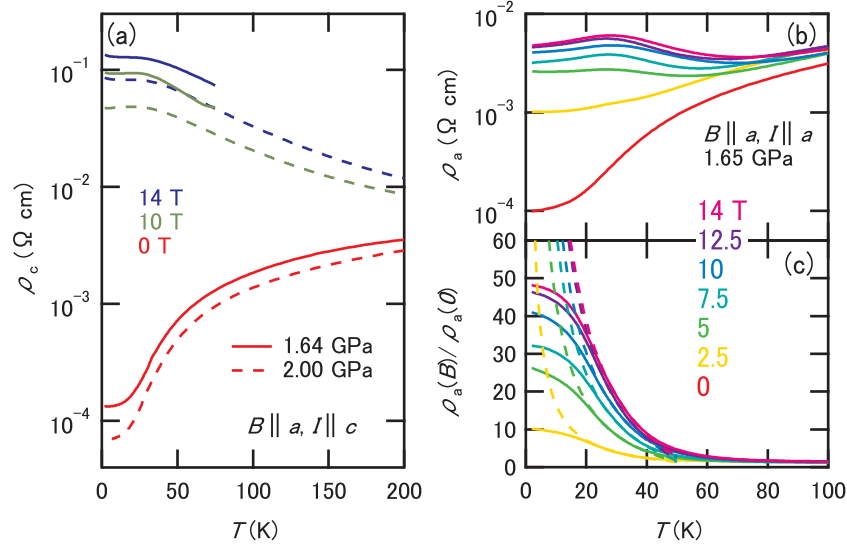 (a)
10⁻¹
10⁻²
10⁻³
10⁻⁴
ρc (Ω cm)
14 T
10 T
0 T
1.64 GPa
2.00 GPa
B || a, I || c
0 50 100 150 200
T (K)
(b)
10⁻²
10⁻³
10⁻⁴
ρa (Ω cm)
B || a, I || a
1.65 GPa
14 T
12.5
10
7.5
5
2.5
0
(c)
60
50
40
30
20
10
0
ρa(B)/ρa(0)
0 20 40 60 80 100
T (K)